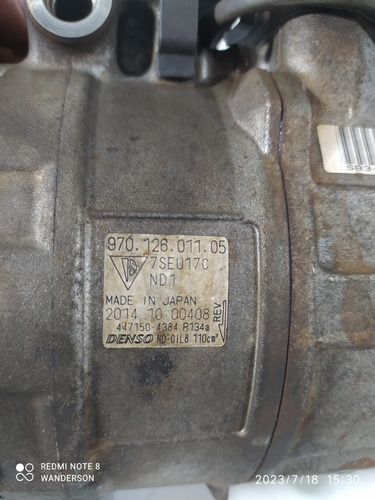 970.126.011.05
7SEU17C
ND1
MADE IN JAPAN
2014 10 00408
REV
447150-4384 R134a
DENSO ND-OIL8 110cm³
REDMI NOTE 8
WANDERSON
2023/7/18 15:30